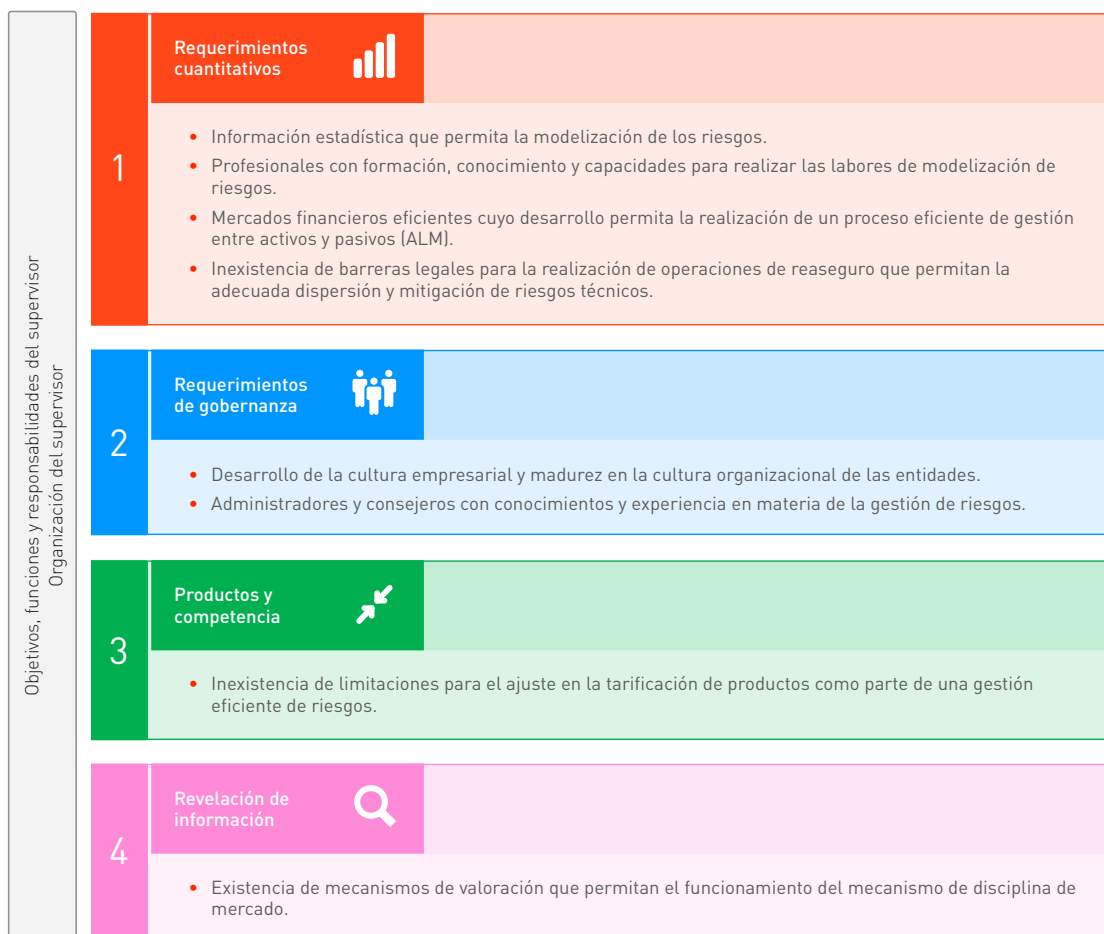 Objetivos, funciones y responsabilidades del supervisor
Organización del supervisor
1
Requerimientos
cuantitativos
• Información estadística que permita la modelización de los riesgos.
• Profesionales con formación, conocimiento y capacidades para realizar las labores de modelización de
riesgos.
• Mercados financieros eficientes cuyo desarrollo permita la realización de un proceso eficiente de gestión
entre activos y pasivos (ALM).
• Inexistencia de barreras legales para la realización de operaciones de reaseguro que permitan la
adecuada dispersión y mitigación de riesgos técnicos.
2
Requerimientos
de gobernanza
• Desarrollo de la cultura empresarial y madurez en la cultura organizacional de las entidades.
• Administradores y consejeros con conocimientos y experiencia en materia de la gestión de riesgos.
3
Productos y
competencia
• Inexistencia de limitaciones para el ajuste en la tarificación de productos como parte de una gestión
eficiente de riesgos.
4
Revelación de
información
• Existencia de mecanismos de valoración que permitan el funcionamiento del mecanismo de disciplina de
mercado.